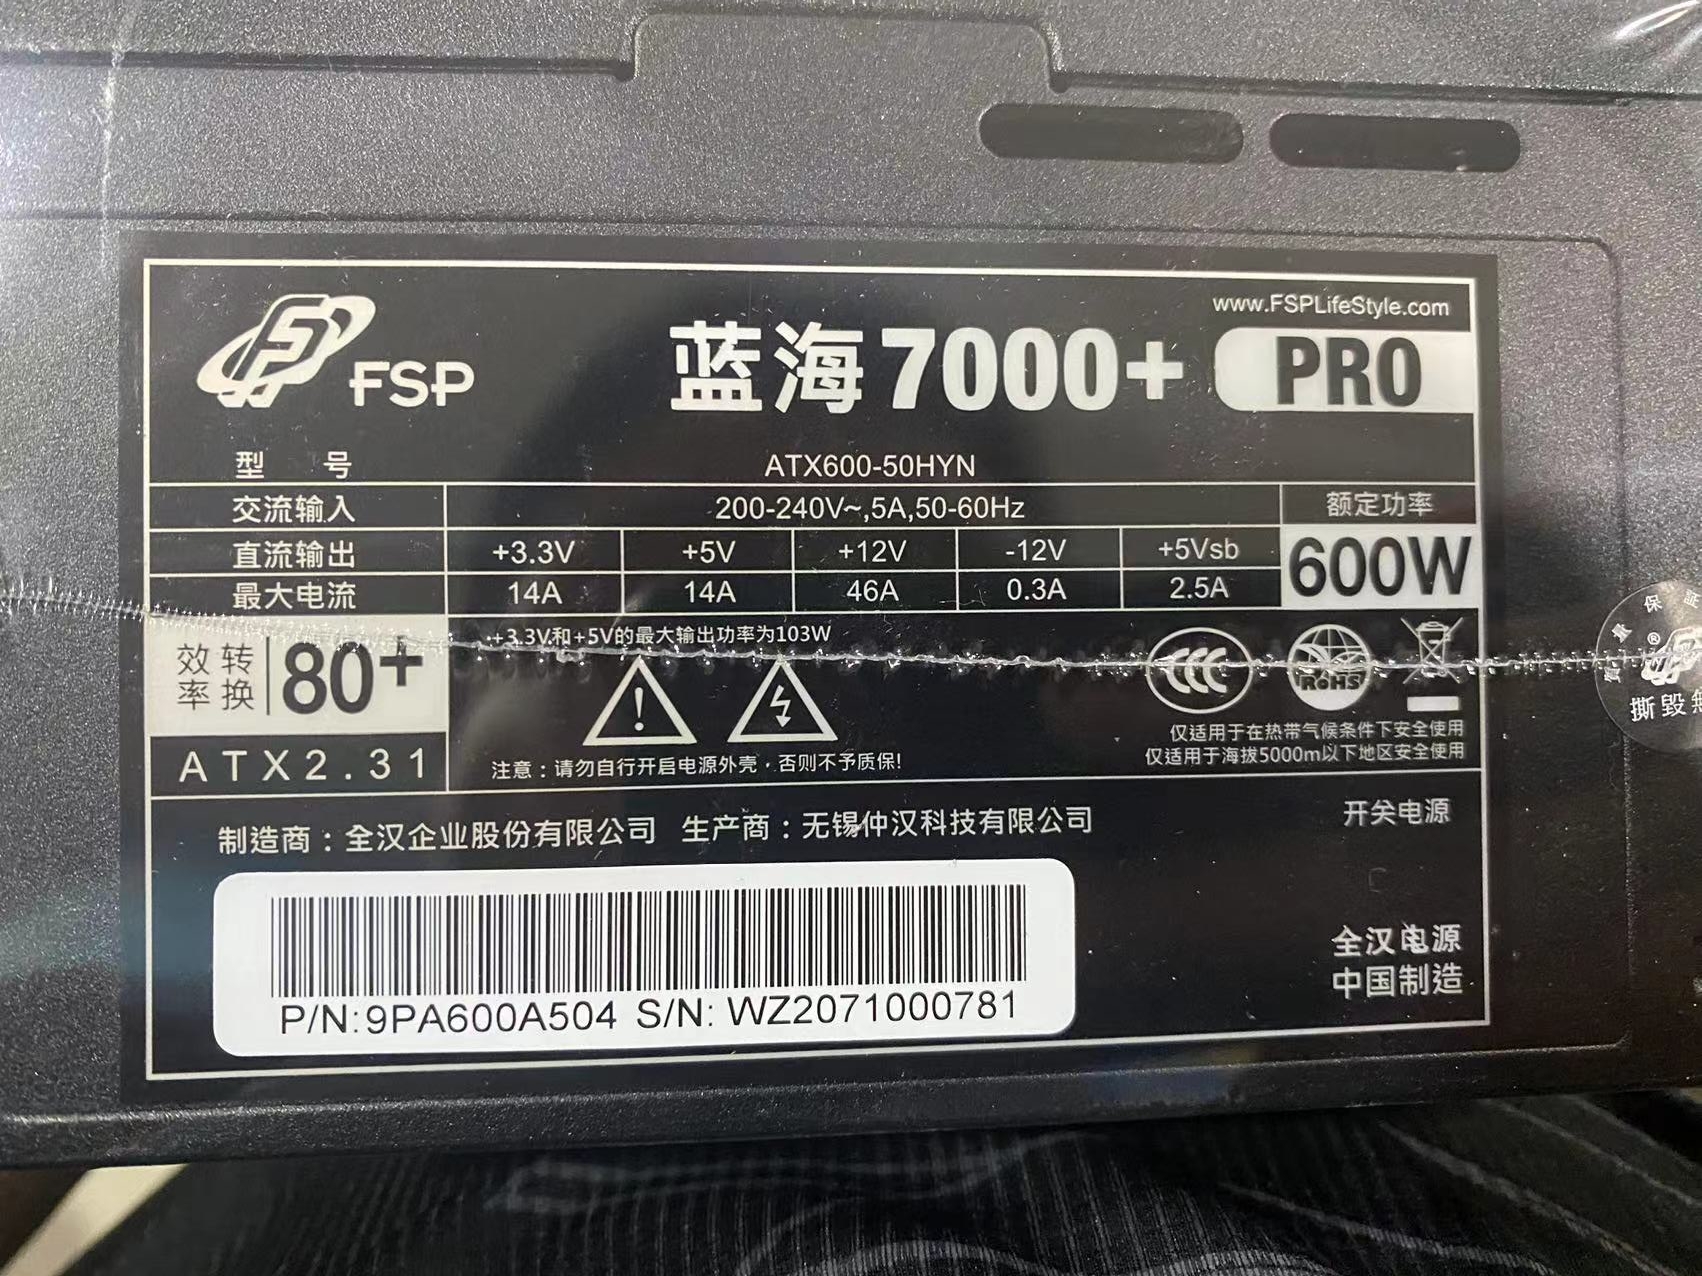 www.FSPLifeStyle.com
FSP
蓝海7000+ PRO
型 号 ATX600-50HYN
交流输入 200-240V~,5A,50-60Hz 额定功率
直流输出 +3.3V +5V +12V -12V +5Vsb 600W
最大电流 14A 14A 46A 0.3A 2.5A
+3.3V和+5V的最大输出功率为103W
转换效率 80+
CCC RoHS
仅适用于在热带气候条件下安全使用
仅适用于海拔5000m以下地区安全使用
ATX2.31
注意:请勿自行开启电源外壳,否则不予质保!
制造商:全汉企业股份有限公司 生产商:无锡仲汉科技有限公司
开关电源
P/N:9PA600A504 S/N: WZ2071000781
全汉电源
中国制造
保
撕毁